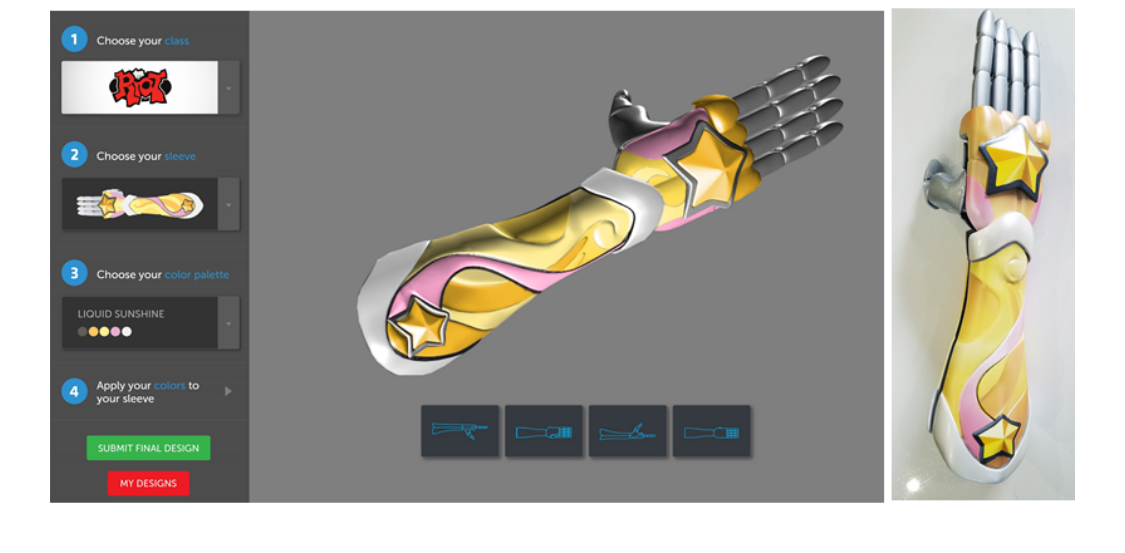 1 Choose your class
RIOT
2 Choose your sleeve
3 Choose your color palette
LIQUID SUNSHINE
4 Apply your colors to
your sleeve
SUBMIT FINAL DESIGN
MY DESIGNS